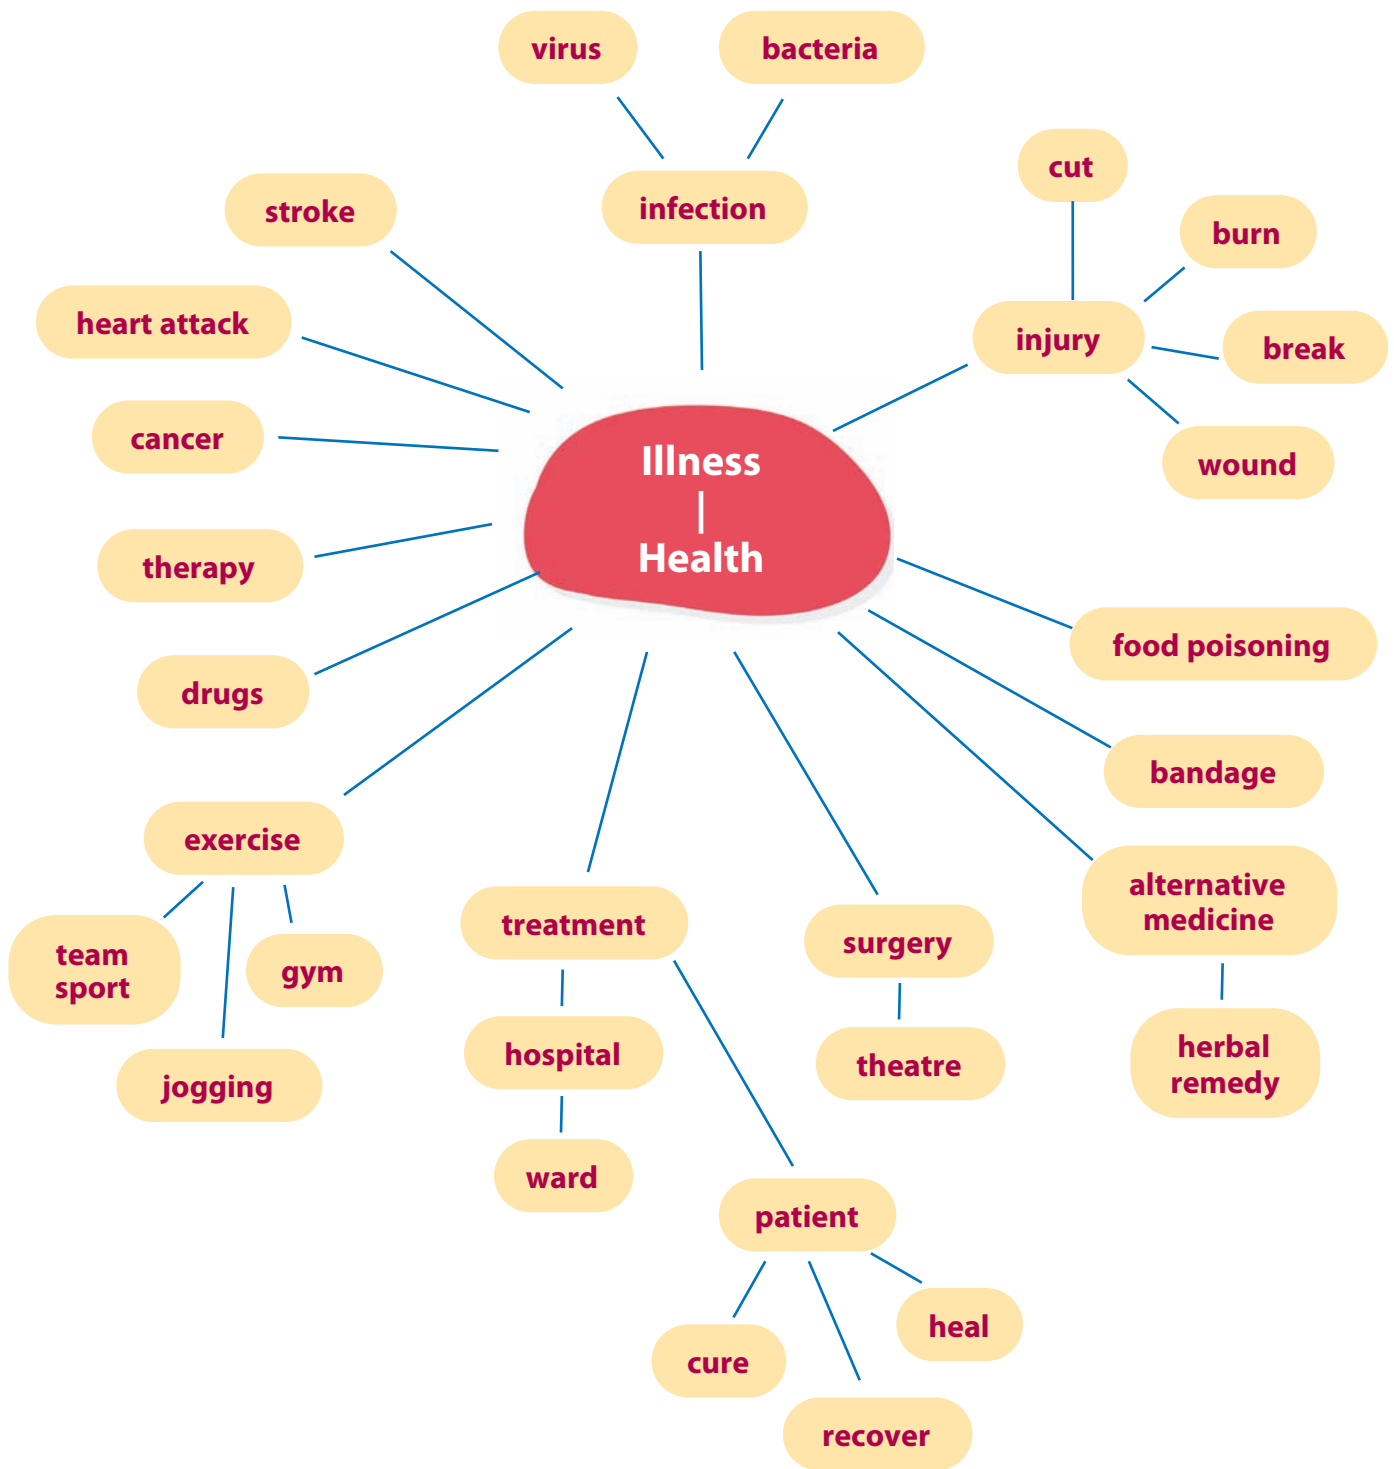 virus
bacteria
cut
stroke
infection
burn
heart attack
injury
break
cancer
Illness
wound
Health
therapy
food poisoning
drugs
bandage
exercise
alternative
medicine
treatment
surgery
team
sport
gym
hospital
theatre
herbal
remedy
jogging
ward
patient
heal
cure
recover